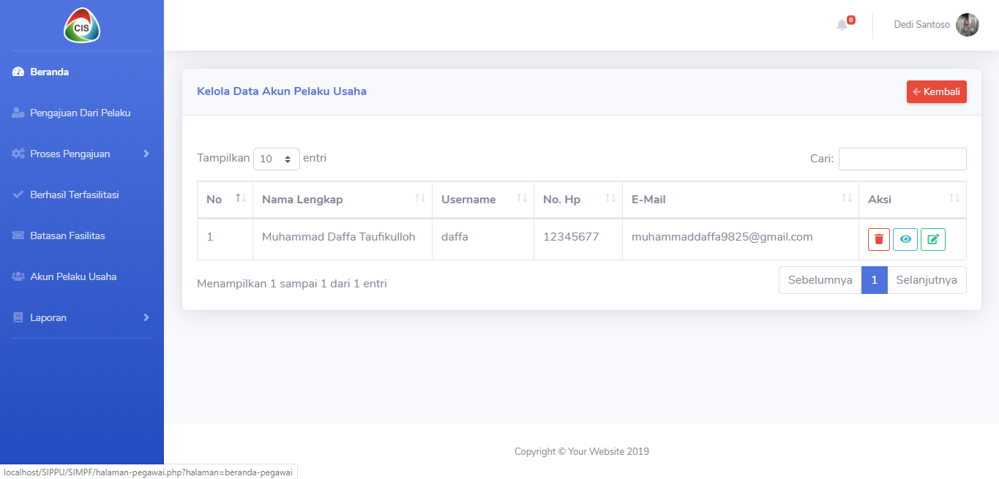 CIS
0
Dedi Santoso
Beranda
Pengajuan Dari Pelaku
Proses Pengajuan
Berhasil Terfasilitasi
Batasan Fasilitas
Akun Pelaku Usaha
Laporan
Kelola Data Akun Pelaku Usaha
Kembali
Tampilkan 10 entri
Cari:
No Nama Lengkap Username No. Hp E-Mail Aksi
1 Muhammad Daffa Taufikulloh daffa 12345677 muhammaddaffa9825@gmail.com
Menampilkan 1 sampai 1 dari 1 entri
Sebelumnya 1 Selanjutnya
Copyright © Your Website 2019
localhost/SIPPU/SIMPF/halaman-pegawai.php?halaman=beranda-pegawai